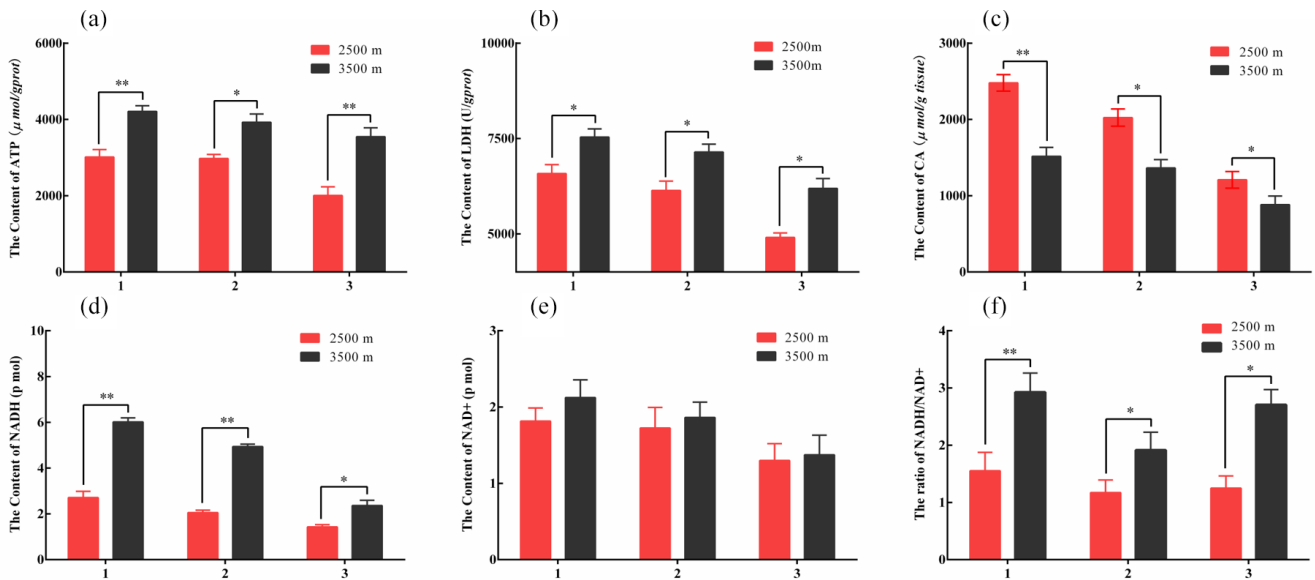 (a)
The Content of ATP (μ mol/gprot)
6000
4000
2000
0
2500 m
3500 m
**
*
**
1 2 3
(b)
The Content of LDH (U/gprot)
10000
7500
5000
2500m
3500m
*
*
*
1 2 3
(c)
The Content of CA (μ mol/g tissue)
3000
2000
1000
0
2500 m
3500 m
**
*
*
1 2 3
(d)
The Content of NADH (p mol)
10
8
6
4
2
0
2500 m
3500 m
**
**
*
1 2 3
(e)
The Content of NAD+ (p mol)
3
2
1
0
2500 m
3500 m
1 2 3
(f)
The ratio of NADH/NAD+
4
3
2
1
0
2500 m
3500 m
**
*
*
1 2 3